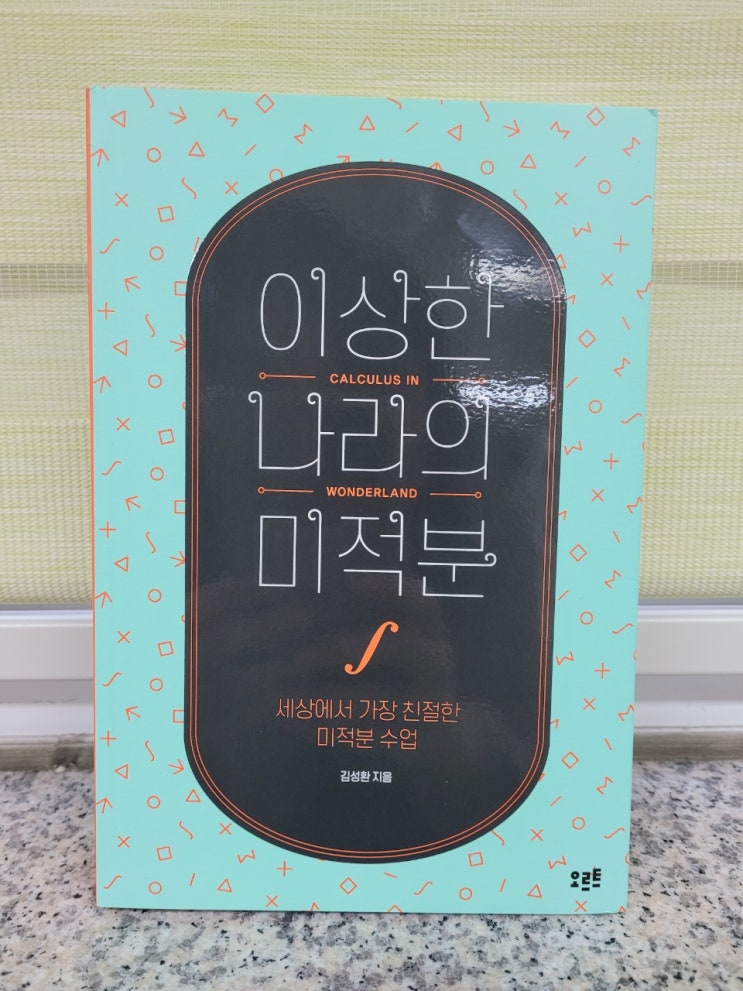 이상한
CALCULUS IN
나라의
WONDERLAND
미적분
∫
세상에서 가장 친절한
미적분 수업
김성환 지음
오르트